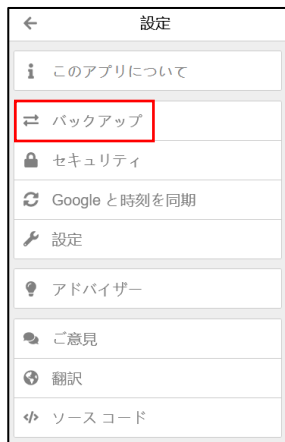 設定
このアプリについて
バックアップ
セキュリティ
Google と時刻を同期
設定
アドバイザー
ご意見
翻訳
ソース コード